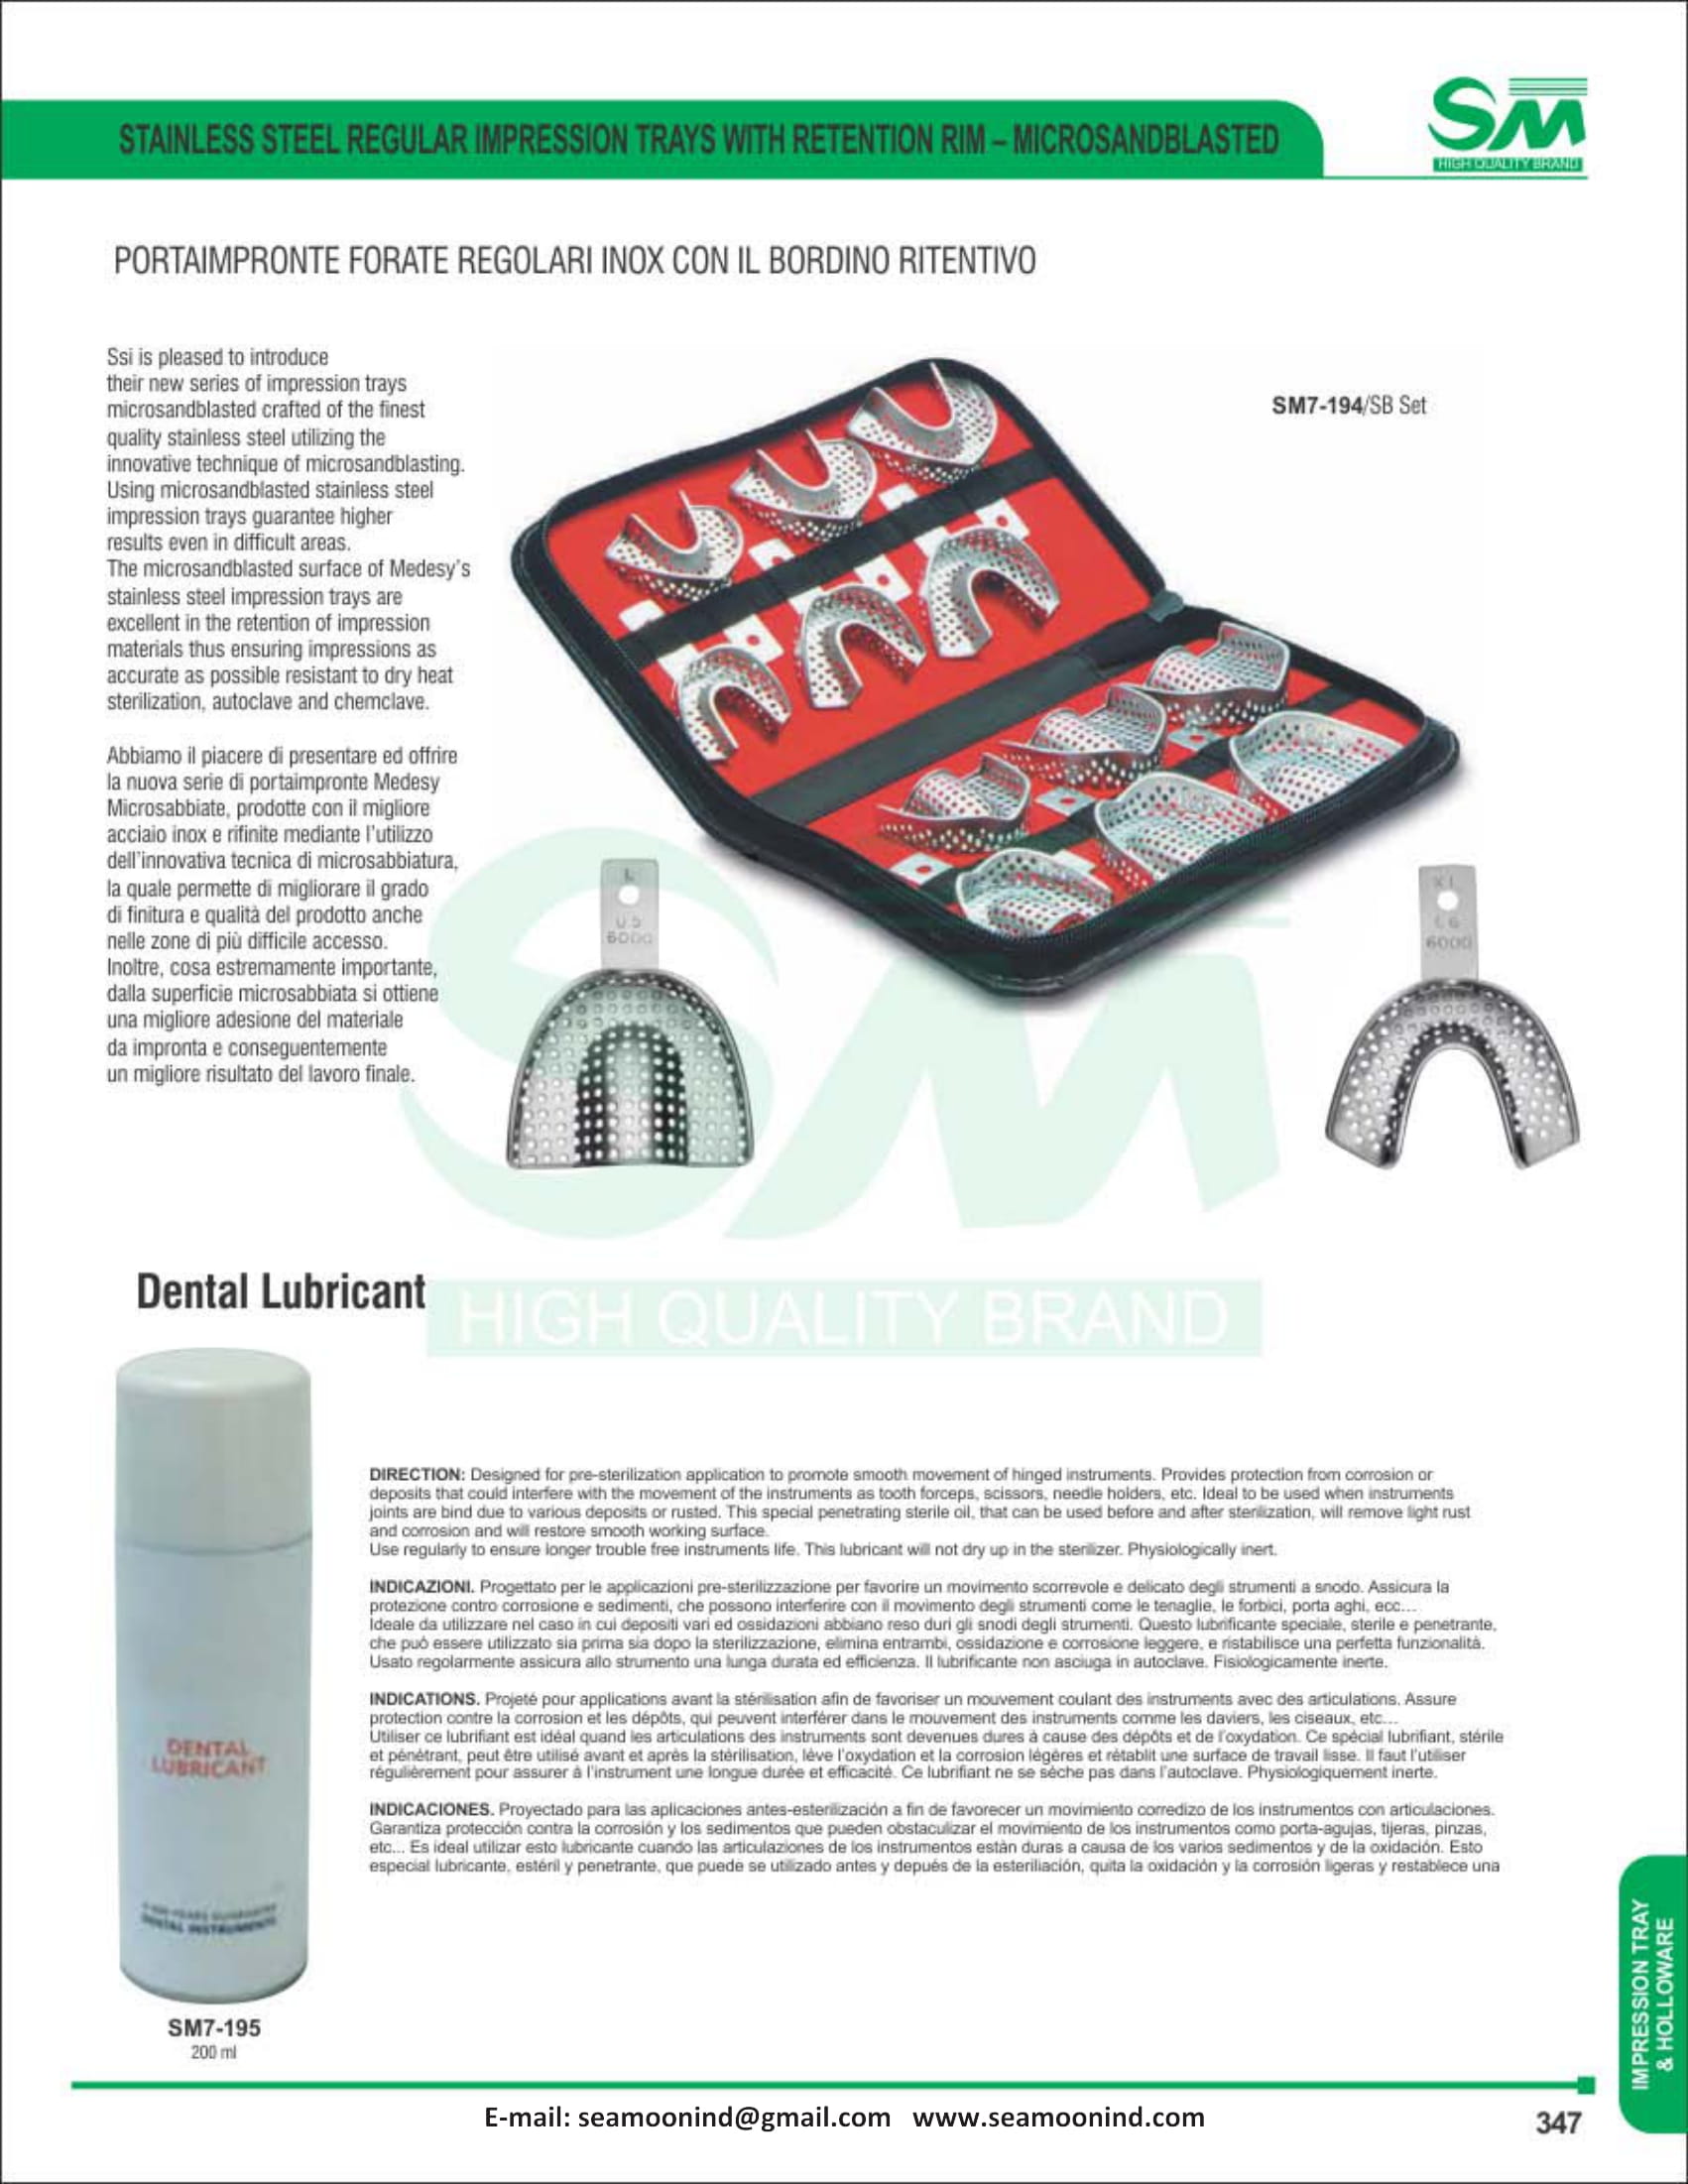 STAINLESS STEEL REGULAR IMPRESSION TRAYS WITH RETENTION RIM – MICROSANDBLASTED
SM
HIGH QUALITY BRAND
PORTAIMPRONTE FORATE REGOLARI INOX CON IL BORDINO RITENTIVO
Ssi is pleased to introduce
their new series of impression trays
microsandblasted crafted of the finest
quality stainless steel utilizing the
innovative technique of microsandblasting.
Using microsandblasted stainless steel
impression trays guarantee higher
results even in difficult areas.
The microsandblasted surface of Medesy's
stainless steel impression trays are
excellent in the retention of impression
materials thus ensuring impressions as
accurate as possible resistant to dry heat
sterilization, autoclave and chemclave.
Abbiamo il piacere di presentare ed offrire
la nuova serie di portaimpronte Medesy
Microsabbiate, prodotte con il migliore
acciaio inox e rifinite mediante l'utilizzo
dell'innovativa tecnica di microsabbiatura,
la quale permette di migliorare il grado
di finitura e qualità del prodotto anche
nelle zone di più difficile accesso.
Inoltre, cosa estremamente importante,
dalla superficie microsabbiata si ottiene
una migliore adesione del materiale
da impronta e conseguentemente
un migliore risultato del lavoro finale.
SM7-194/SB Set
L
U5
6000
XL
L6
6000
SM
HIGH QUALITY BRAND
Dental Lubricant
DIRECTION: Designed for pre-sterilization application to promote smooth movement of hinged instruments. Provides protection from corrosion or
deposits that could interfere with the movement of the instruments as tooth forceps, scissors, needle holders, etc. Ideal to be used when instruments
joints are bind due to various deposits or rusted. This special penetrating sterile oil, that can be used before and after sterilization, will remove light rust
and corrosion and will restore smooth working surface.
Use regularly to ensure longer trouble free instruments life. This lubricant will not dry up in the sterilizer. Physiologically inert.
INDICAZIONI. Progettato per le applicazioni pre-sterilizzazione per favorire un movimento scorrevole e delicato degli strumenti a snodo. Assicura la
protezione contro corrosione e sedimenti, che possono interferire con il movimento degli strumenti come le tenaglie, le forbici, porta aghi, ecc...
Ideale da utilizzare nel caso in cui depositi vari ed ossidazioni abbiano reso duri gli snodi degli strumenti. Questo lubrificante speciale, sterile e penetrante,
che può essere utilizzato sia prima sia dopo la sterilizzazione, elimina entrambi, ossidazione e corrosione leggere, e ristabilisce una perfetta funzionalità.
Usato regolarmente assicura allo strumento una lunga durata ed efficienza. Il lubrificante non asciuga in autoclave. Fisiologicamente inerte.
INDICATIONS. Projeté pour applications avant la stérilisation afin de favoriser un mouvement coulant des instruments avec des articulations. Assure
protection contre la corrosion et les dépôts, qui peuvent interférer dans le mouvement des instruments comme les daviers, les ciseaux, etc...
Utiliser ce lubrifiant est idéal quand les articulations des instruments sont devenues dures à cause des dépôts et de l'oxydation. Ce spécial lubrifiant, stérile
et pénétrant, peut être utilisé avant et après la stérilisation, léve l'oxydation et la corrosion légères et rétablit une surface de travail lisse. Il faut l'utiliser
régulièrement pour assurer à l'instrument une longue durée et efficacité. Ce lubrifiant ne se sèche pas dans l'autoclave. Physiologiquement inerte.
INDICACIONES. Proyectado para las aplicaciones antes-esterilización a fin de favorecer un movimiento corredizo de los instrumentos con articulaciones.
Garantiza protección contra la corrosión y los sedimentos que pueden obstaculizar el movimiento de los instrumentos como porta-agujas, tijeras, pinzas,
etc... Es ideal utilizar esto lubricante cuando las articulaziones de los instrumentos estàn duras a causa de los varios sedimentos y de la oxidación. Esto
especial lubricante, estéril y penetrante, que puede se utilizado antes y depués de la esteriliación, quita la oxidación y la corrosión ligeras y restablece una
DENTAL
LUBRICANT
DENTAL INSTRUMENTS
SM7-195
200 ml
IMPRESSION TRAY
& HOLLOWARE
E-mail: seamoonind@gmail.com www.seamoonind.com
347